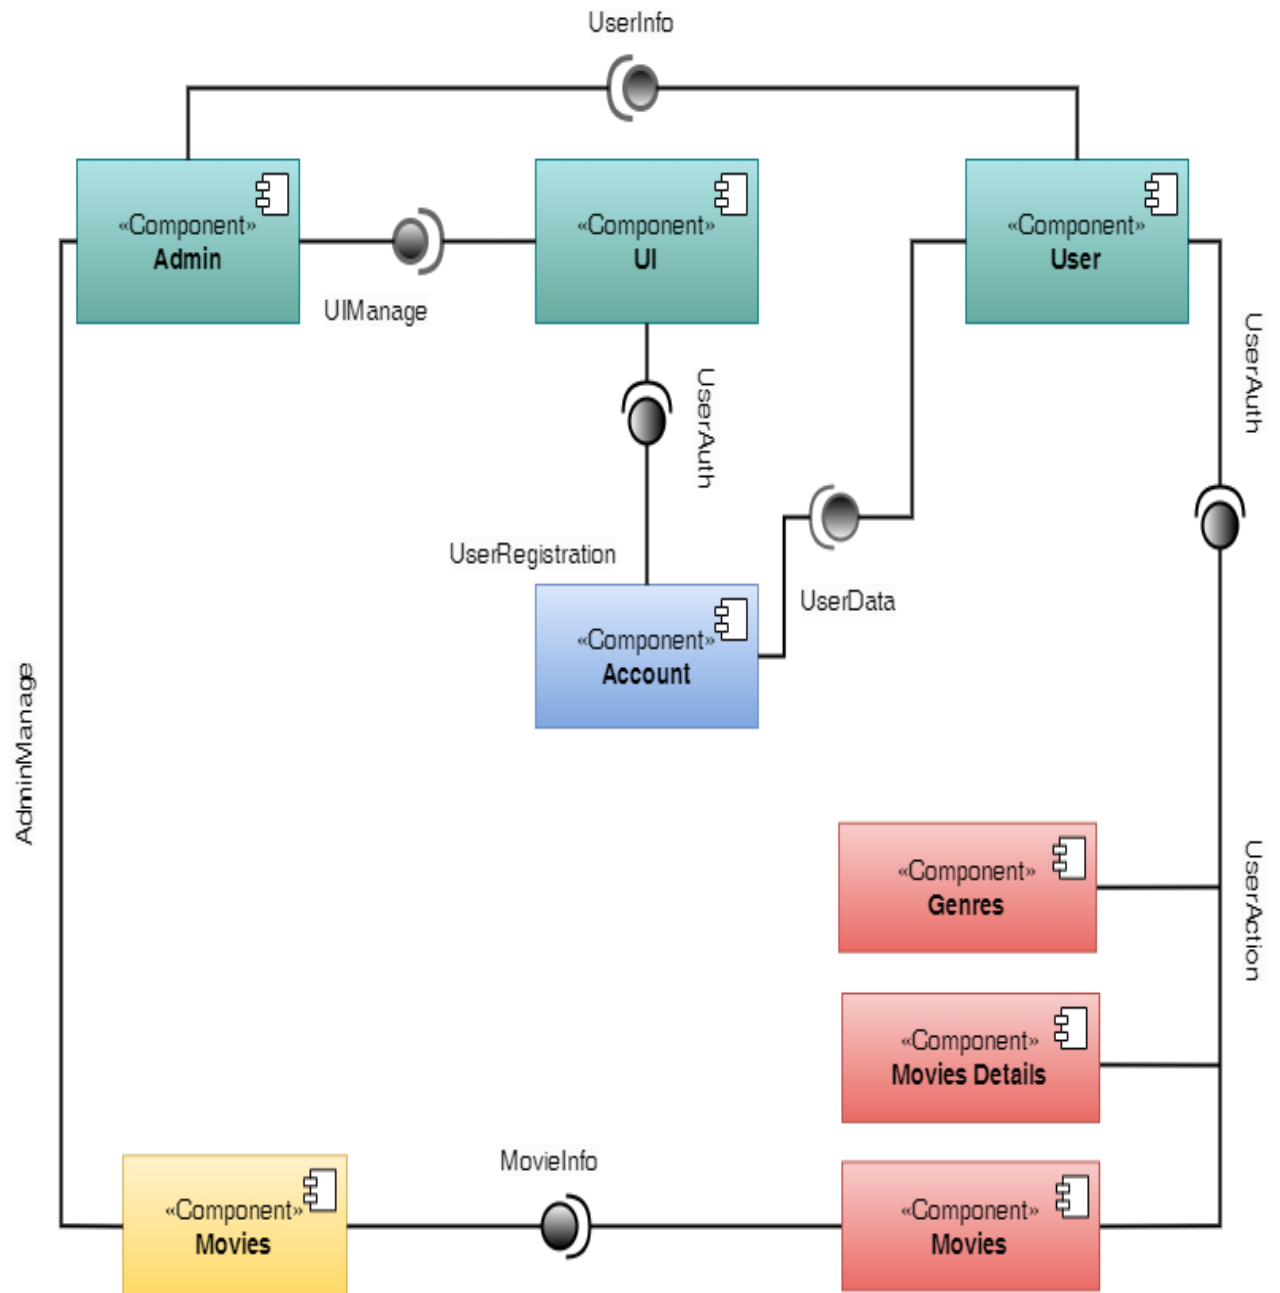 UserInfo
«Component»
Admin
«Component»
UI
«Component»
User
UIManage
UserAuth
UserAuth
UserRegistration
UserData
«Component»
Account
AdminManage
«Component»
Genres
UserAction
«Component»
Movies Details
MovieInfo
«Component»
Movies
«Component»
Movies